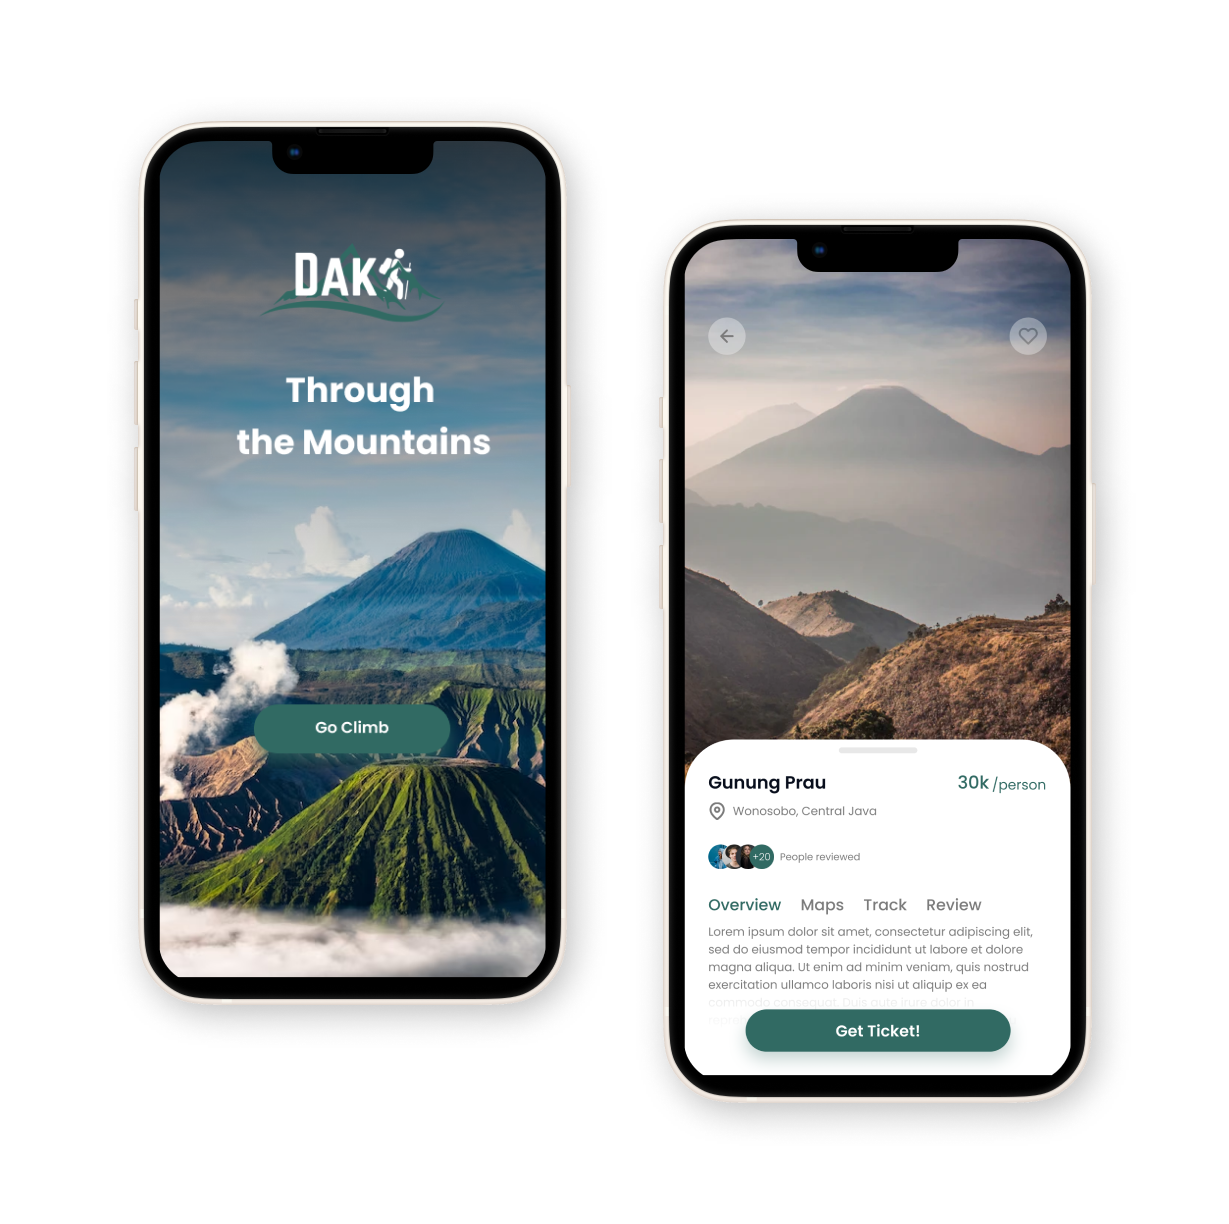 DAKI
Through
the Mountains
Go Climb
Gunung Prau
30k /person
Wonosobo, Central Java
+20 People reviewed
Overview Maps Track Review
Lorem ipsum dolor sit amet, consectetur adipiscing elit,
sed do eiusmod tempor incididunt ut labore et dolore
magna aliqua. Ut enim ad minim veniam, quis nostrud
exercitation ullamco laboris nisi ut aliquip ex ea
commodo consequat. Duis aute irure dolor in
Get Ticket!